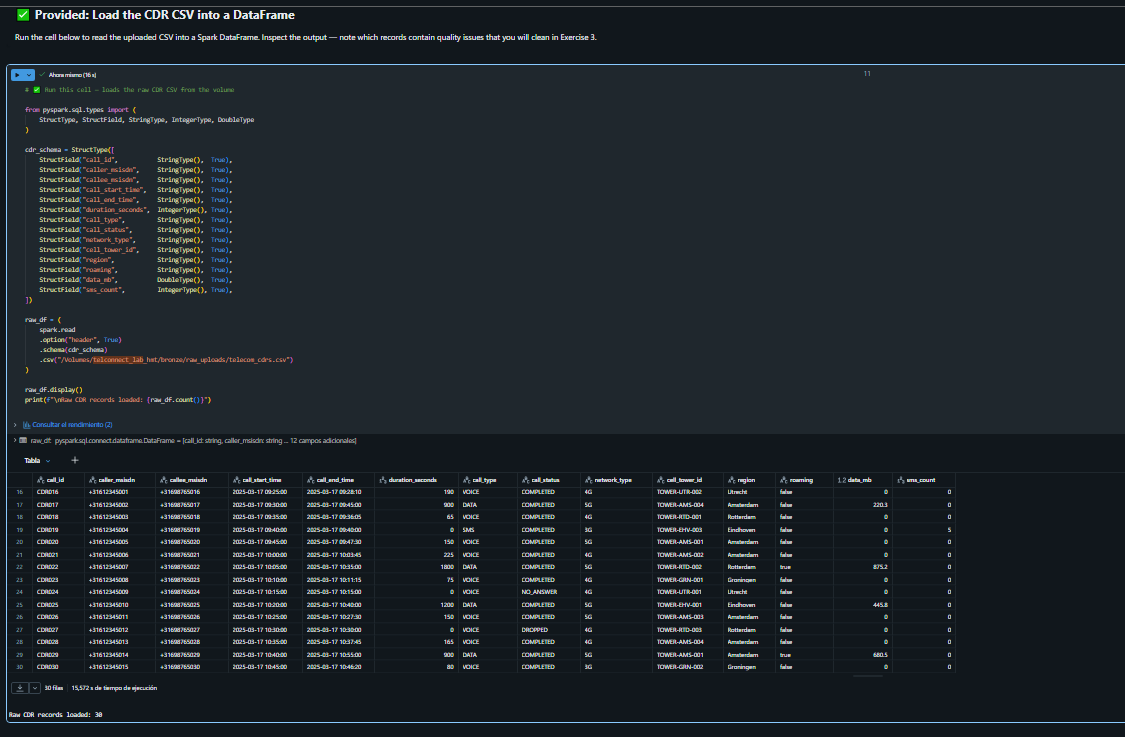 ✅ Provided: Load the CDR CSV into a DataFrame
Run the cell below to read the uploaded CSV into a Spark DataFrame. Inspect the output — note which records contain quality issues that you will clean in Exercise 3.
Ahora mismo (16 s)
11
# ✅ Run this cell — loads the raw CDR CSV from the volume
from pyspark.sql.types import (
StructType, StructField, StringType, IntegerType, DoubleType
)
cdr_schema = StructType([
StructField("call_id", StringType(), True),
StructField("caller_msisdn", StringType(), True),
StructField("callee_msisdn", StringType(), True),
StructField("call_start_time", StringType(), True),
StructField("call_end_time", StringType(), True),
StructField("duration_seconds", IntegerType(), True),
StructField("call_type", StringType(), True),
StructField("call_status", StringType(), True),
StructField("network_type", StringType(), True),
StructField("cell_tower_id", StringType(), True),
StructField("region", StringType(), True),
StructField("roaming", StringType(), True),
StructField("data_mb", DoubleType(), True),
StructField("sms_count", IntegerType(), True),
])
raw_df = (
spark.read
.option("header", True)
.schema(cdr_schema)
.csv("/Volumes/telconnect_lab_hmt/bronze/raw_uploads/telecom_cdrs.csv")
)
raw_df.display()
print(f"\nRaw CDR records loaded: {raw_df.count()}")
Consultar el rendimiento (2)
raw_df: pyspark.sql.connect.dataframe.DataFrame = [call_id: string, caller_msisdn: string ... 12 campos adicionales]
Tabla +
call_id caller_msisdn callee_msisdn call_start_time call_end_time duration_seconds call_type call_status network_type cell_tower_id region roaming 1.2 data_mb sms_count
16 CDR016 +31612345001 +31698765016 2025-03-17 09:25:00 2025-03-17 09:28:10 190 VOICE COMPLETED 4G TOWER-UTR-002 Utrecht false 0 0
17 CDR017 +31612345002 +31698765017 2025-03-17 09:30:00 2025-03-17 09:45:00 900 DATA COMPLETED 5G TOWER-AMS-004 Amsterdam false 220.3 0
18 CDR018 +31612345003 +31698765018 2025-03-17 09:35:00 2025-03-17 09:36:05 65 VOICE COMPLETED 4G TOWER-RTD-001 Rotterdam false 0 0
19 CDR019 +31612345004 +31698765019 2025-03-17 09:40:00 2025-03-17 09:40:00 0 SMS COMPLETED 3G TOWER-EHV-003 Eindhoven false 0 5
20 CDR020 +31612345005 +31698765020 2025-03-17 09:45:00 2025-03-17 09:47:30 150 VOICE COMPLETED 5G TOWER-AMS-001 Amsterdam false 0 0
21 CDR021 +31612345006 +31698765021 2025-03-17 10:00:00 2025-03-17 10:03:45 225 VOICE COMPLETED 4G TOWER-AMS-002 Amsterdam false 0 0
22 CDR022 +31612345007 +31698765022 2025-03-17 10:05:00 2025-03-17 10:35:00 1800 DATA COMPLETED 5G TOWER-RTD-002 Rotterdam true 875.2 0
23 CDR023 +31612345008 +31698765023 2025-03-17 10:10:00 2025-03-17 10:11:15 75 VOICE COMPLETED 4G TOWER-GRN-001 Groningen false 0 0
24 CDR024 +31612345009 +31698765024 2025-03-17 10:15:00 2025-03-17 10:15:00 0 VOICE NO_ANSWER 4G TOWER-UTR-001 Utrecht false 0 0
25 CDR025 +31612345010 +31698765025 2025-03-17 10:20:00 2025-03-17 10:40:00 1200 DATA COMPLETED 5G TOWER-EHV-001 Eindhoven false 445.8 0
26 CDR026 +31612345011 +31698765026 2025-03-17 10:25:00 2025-03-17 10:27:30 150 VOICE COMPLETED 5G TOWER-AMS-003 Amsterdam false 0 0
27 CDR027 +31612345012 +31698765027 2025-03-17 10:30:00 2025-03-17 10:30:00 0 VOICE DROPPED 4G TOWER-RTD-003 Rotterdam false 0 0
28 CDR028 +31612345013 +31698765028 2025-03-17 10:35:00 2025-03-17 10:37:45 165 VOICE COMPLETED 4G TOWER-AMS-004 Amsterdam false 0 0
29 CDR029 +31612345014 +31698765029 2025-03-17 10:40:00 2025-03-17 10:55:00 900 DATA COMPLETED 5G TOWER-AMS-001 Amsterdam true 680.5 0
30 CDR030 +31612345015 +31698765030 2025-03-17 10:45:00 2025-03-17 10:46:20 80 VOICE COMPLETED 3G TOWER-GRN-002 Groningen false 0 0
30 filas | 15,572 s de tiempo de ejecución
Raw CDR records loaded: 30